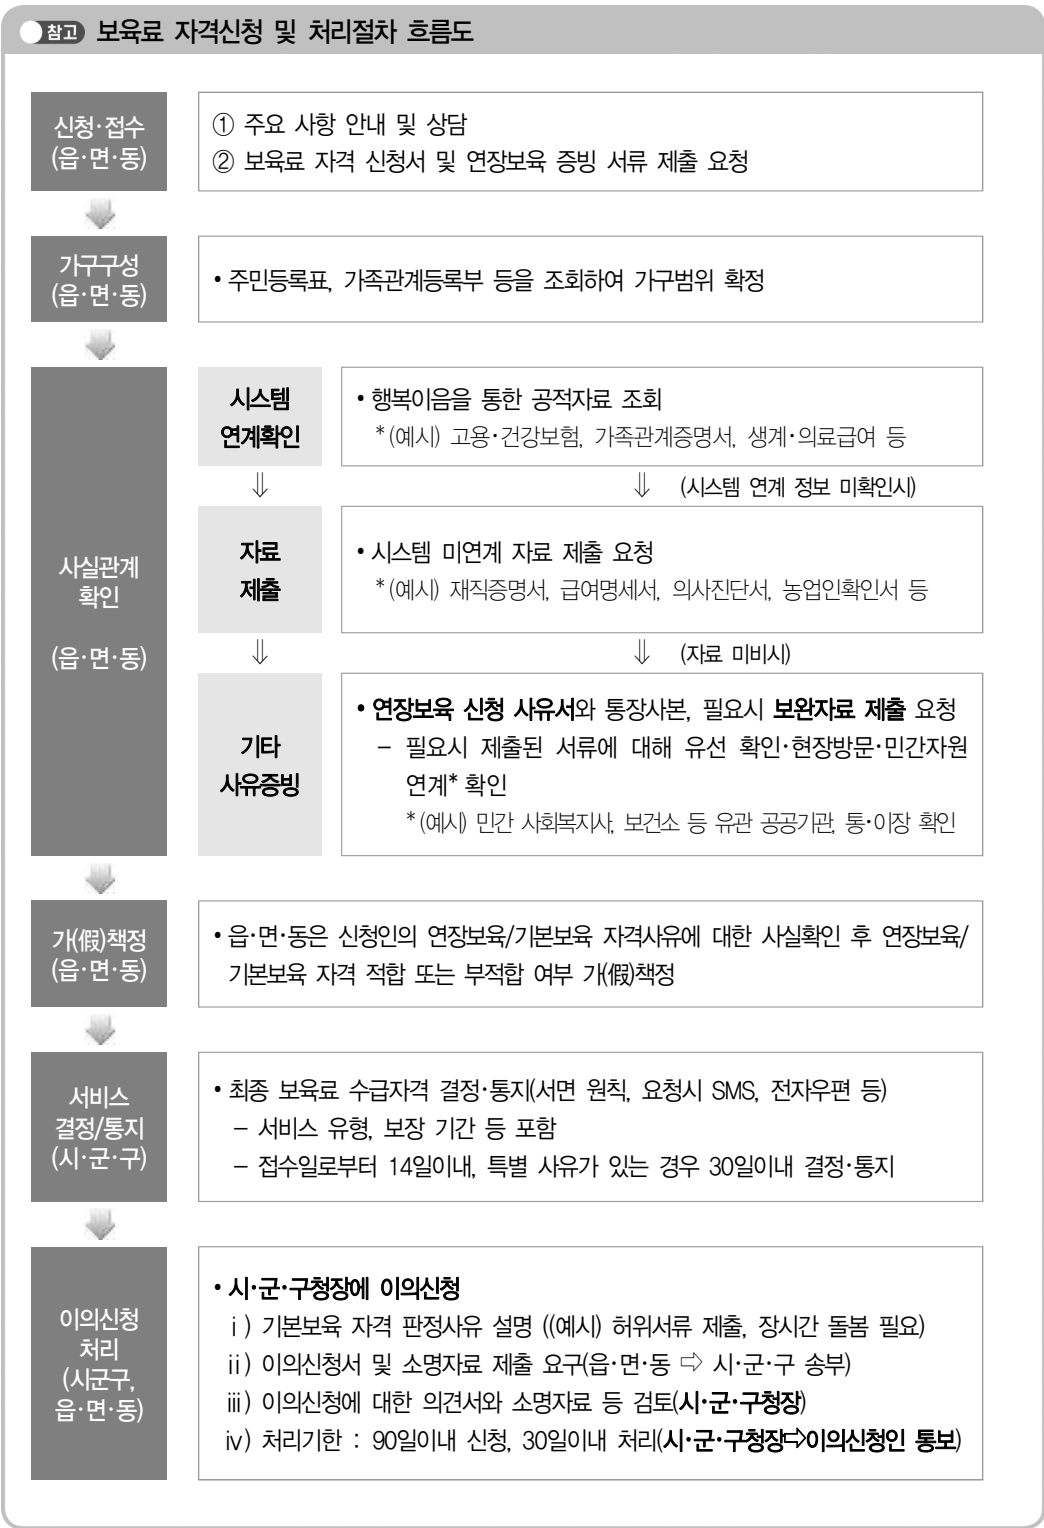 참고 보육료 자격신청 및 처리절차 흐름도
신청·접수
(읍·면·동)
① 주요 사항 안내 및 상담
② 보육료 자격 신청서 및 연장보육 증빙 서류 제출 요청
가구구성
(읍·면·동)
• 주민등록표, 가족관계등록부 등을 조회하여 가구범위 확정
사실관계
확인
(읍·면·동)
시스템
연계확인
• 행복이음을 통한 공적자료 조회
* (예시) 고용·건강보험, 가족관계증명서, 생계·의료급여 등
⇓ ⇓ (시스템 연계 정보 미확인시)
자료
제출
• 시스템 미연계 자료 제출 요청
* (예시) 재직증명서, 급여명세서, 의사진단서, 농업인확인서 등
⇓ ⇓ (자료 미비시)
기타
사유증빙
• 연장보육 신청 사유서와 통장사본, 필요시 보완자료 제출 요청
－ 필요시 제출된 서류에 대해 유선 확인·현장방문·민간자원
연계* 확인
* (예시) 민간 사회복지사, 보건소 등 유관 공공기관, 통·이장 확인
가(假)책정
(읍·면·동)
• 읍·면·동은 신청인의 연장보육/기본보육 자격사유에 대한 사실확인 후 연장보육/
기본보육 자격 적합 또는 부적합 여부 가(假)책정
서비스
결정/통지
(시·군·구)
• 최종 보육료 수급자격 결정·통지(서면 원칙, 요청시 SMS, 전자우편 등)
－ 서비스 유형, 보장 기간 등 포함
－ 접수일로부터 14일이내, 특별 사유가 있는 경우 30일이내 결정·통지
이의신청
처리
(시군구,
읍·면·동)
• 시·군·구청장에 이의신청
ⅰ) 기본보육 자격 판정사유 설명 ((예시) 허위서류 제출, 장시간 돌봄 필요)
ⅱ) 이의신청서 및 소명자료 제출 요구(읍·면·동 ⇨ 시·군·구 송부)
ⅲ) 이의신청에 대한 의견서와 소명자료 등 검토(시·군·구청장)
ⅳ) 처리기한 : 90일이내 신청, 30일이내 처리(시·군·구청장⇨이의신청인 통보)